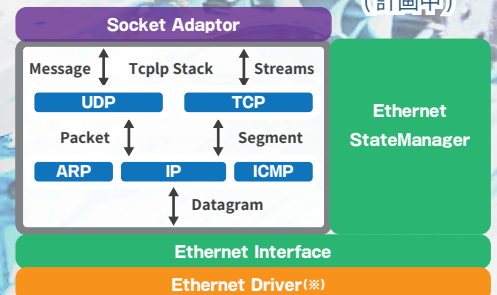 (計画中)
Socket Adaptor
Message Tcplp Stack Streams
UDP TCP
Ethernet
StateManager
Packet Segment
ARP IP ICMP
Datagram
Ethernet Interface
Ethernet Driver(※)